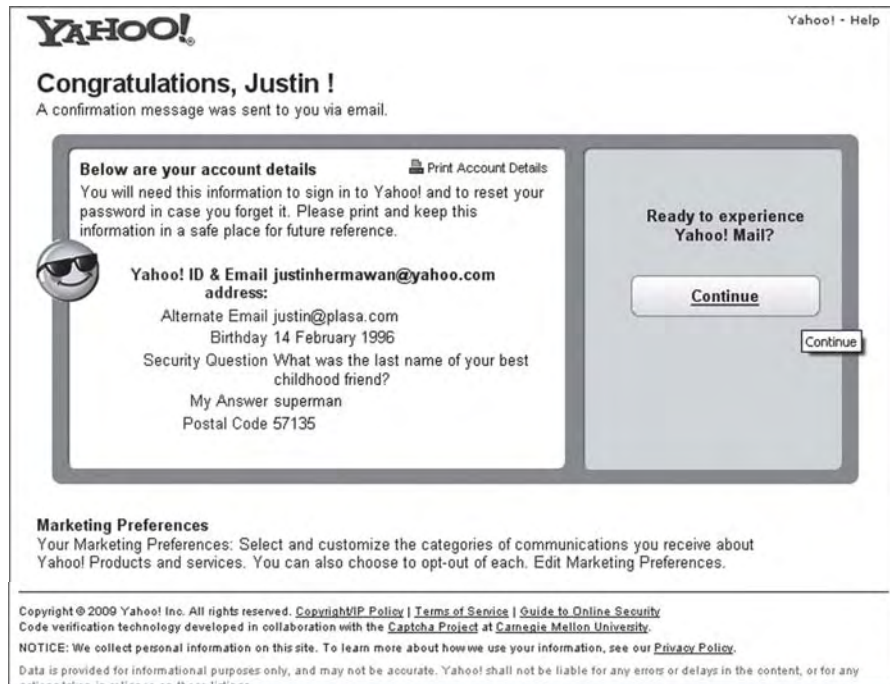 YAHOO!
Yahoo! - Help
Congratulations, Justin !
A confirmation message was sent to you via email.
Below are your account details
Print Account Details
You will need this information to sign in to Yahoo! and to reset your
password in case you forget it. Please print and keep this
information in a safe place for future reference.
Yahoo! ID & Email justinhermawan@yahoo.com
address:
Alternate Email justin@plasa.com
Birthday 14 February 1996
Security Question What was the last name of your best
childhood friend?
My Answer superman
Postal Code 57135
Ready to experience
Yahoo! Mail?
Continue
Continue
Marketing Preferences
Your Marketing Preferences: Select and customize the categories of communications you receive about
Yahoo! Products and services. You can also choose to opt-out of each. Edit Marketing Preferences.
Copyright © 2009 Yahoo! Inc. All rights reserved. Copyright/IP Policy | Terms of Service | Guide to Online Security
Code verification technology developed in collaboration with the Captcha Project at Carnegie Mellon University.
NOTICE: We collect personal information on this site. To learn more about how we use your information, see our Privacy Policy.
Data is provided for informational purposes only, and may not be accurate. Yahoo! shall not be liable for any errors or delays in the content, or for any